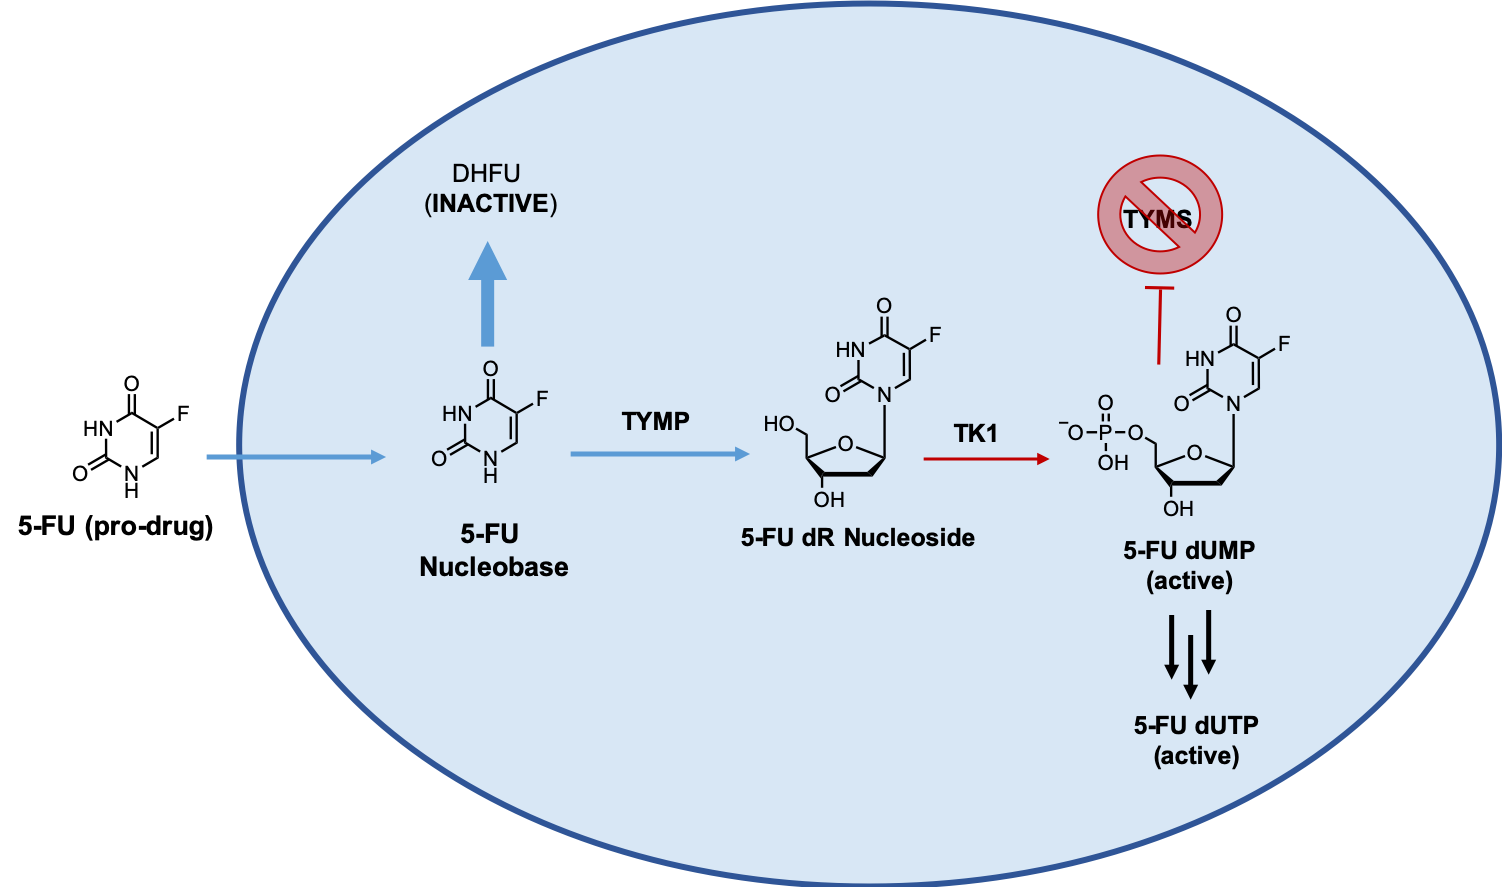 DHFU
(INACTIVE)
TYMS
O
F
HN
O
N
H
5-FU (pro-drug)
O
F
HN
O
N
H
5-FU
Nucleobase
TYMP
O
F
HN
O
N
HO
O
OH
5-FU dR Nucleoside
TK1
O
F
HN
O
N
O
⁻O P O
OH
O
OH
5-FU dUMP
(active)
5-FU dUTP
(active)